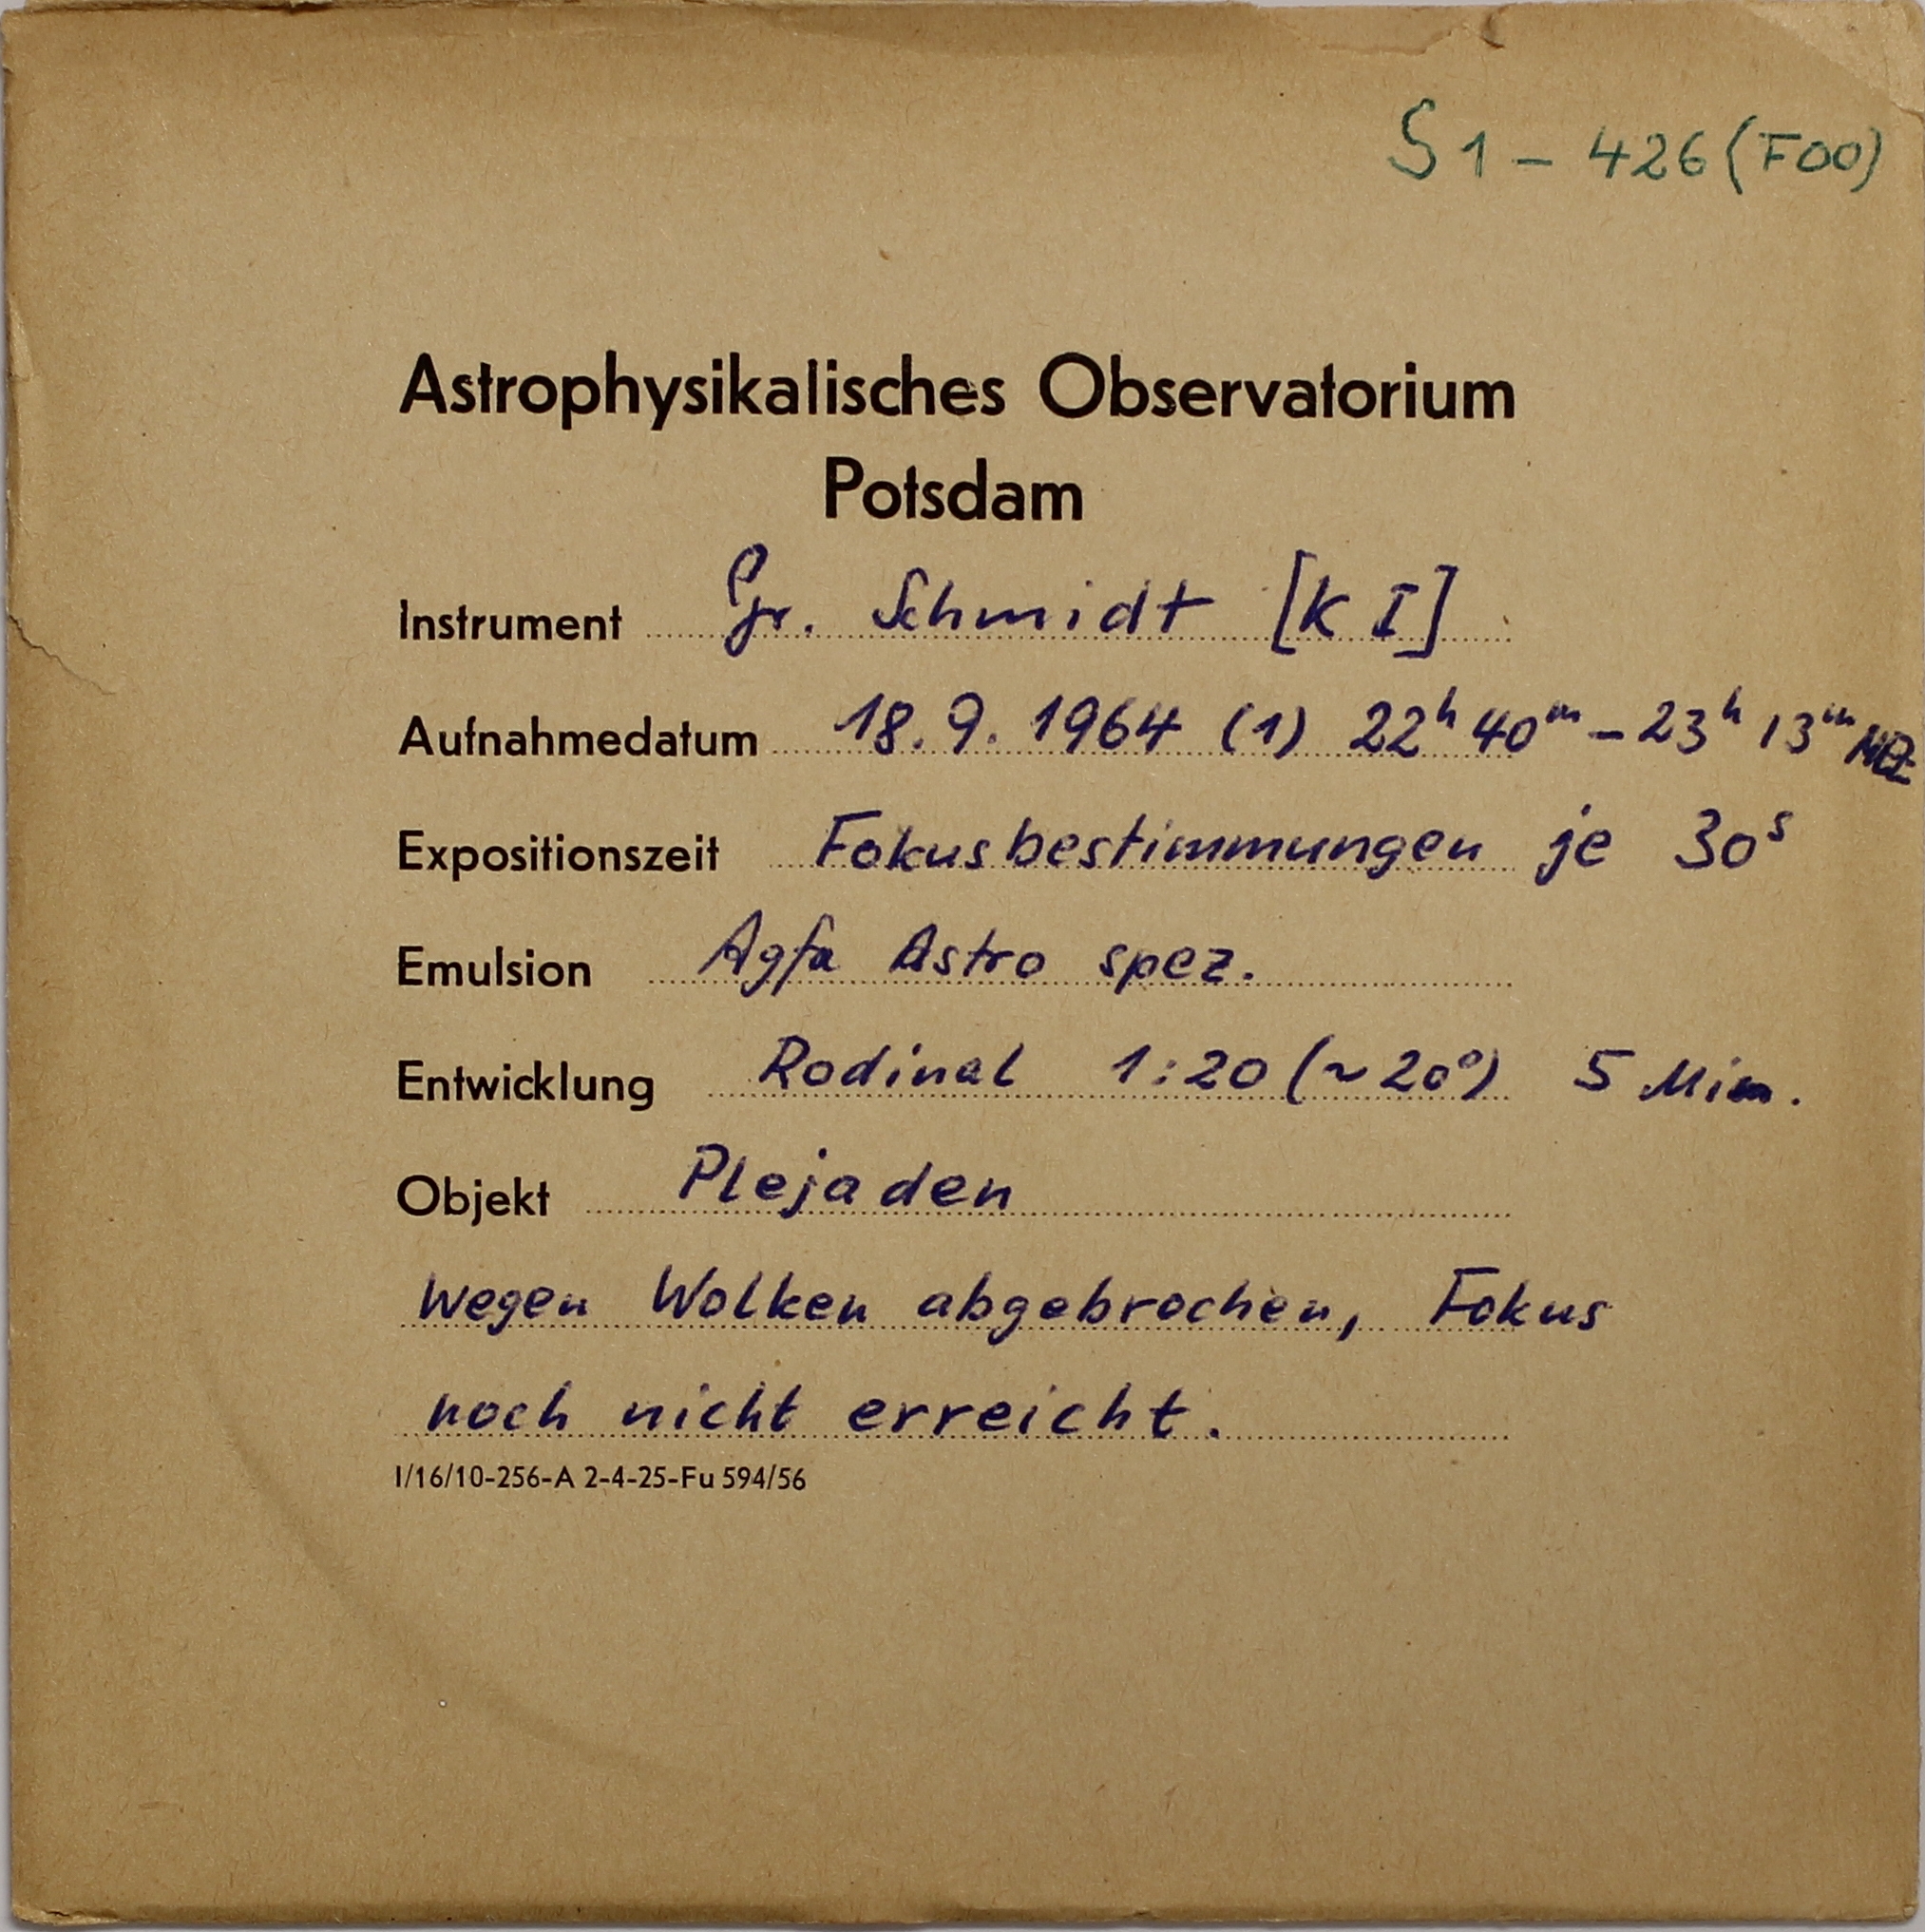 S1 – 426 (F00)
Astrophysikalisches Observatorium
Potsdam
Instrument Gr. Schmidt [K I]
Aufnahmedatum 18.9.1964 (1) 22h 40m – 23h 13m MEZ
Expositionszeit Fokusbestimmungen je 30s
Emulsion Agfa Astro spez.
Entwicklung Rodinal 1:20 (~20°) 5 Min.
Objekt Plejaden
Wegen Wolken abgebrochen, Fokus
noch nicht erreicht.
I/16/10-256-A 2-4-25-Fu 594/56